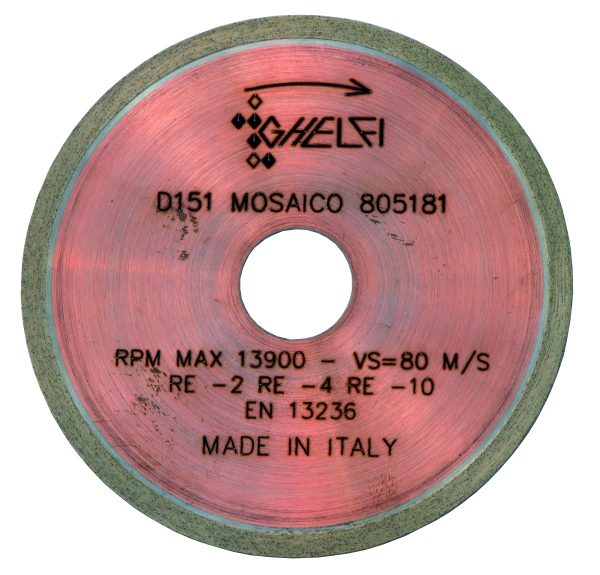 GHELFI
D151 MOSAICO 805181
RPM MAX 13900 - VS=80 M/S
RE -2 RE -4 RE -10
EN 13236
MADE IN ITALY